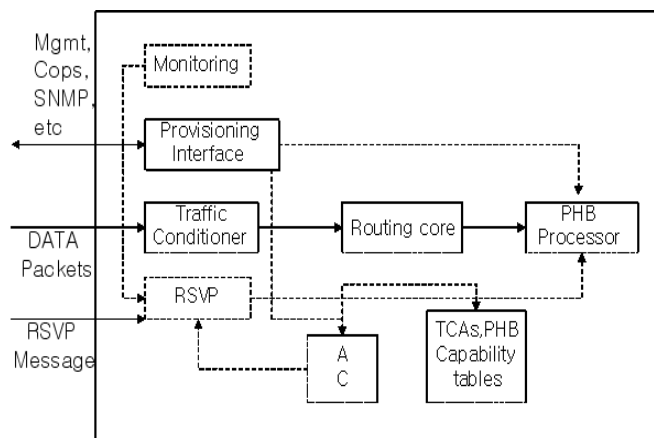 Mgmt,
Cops,
SNMP,
etc
Monitoring
Provisioning
Interface
Traffic
Conditioner
Routing core
PHB
Processor
DATA
Packets
RSVP
RSVP
Message
A
C
TCAs,PHB
Capability
tables